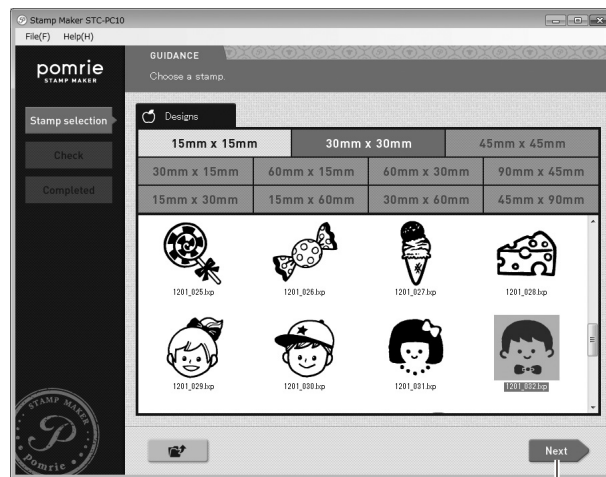 Stamp Maker STC-PC10
File(F) Help(H)
pomrie
STAMP MAKER
GUIDANCE
Choose a stamp.
Stamp selection
Check
Completed
Designs
15mm x 15mm 30mm x 30mm 45mm x 45mm
30mm x 15mm 60mm x 15mm 60mm x 30mm 90mm x 45mm
15mm x 30mm 15mm x 60mm 30mm x 60mm 45mm x 90mm
1201_025.lxp 1201_026.lxp 1201_027.lxp 1201_028.lxp
1201_029.lxp 1201_030.lxp 1201_031.lxp 1201_032.lxp
STAMP MAKER
P
Pomrie
Next